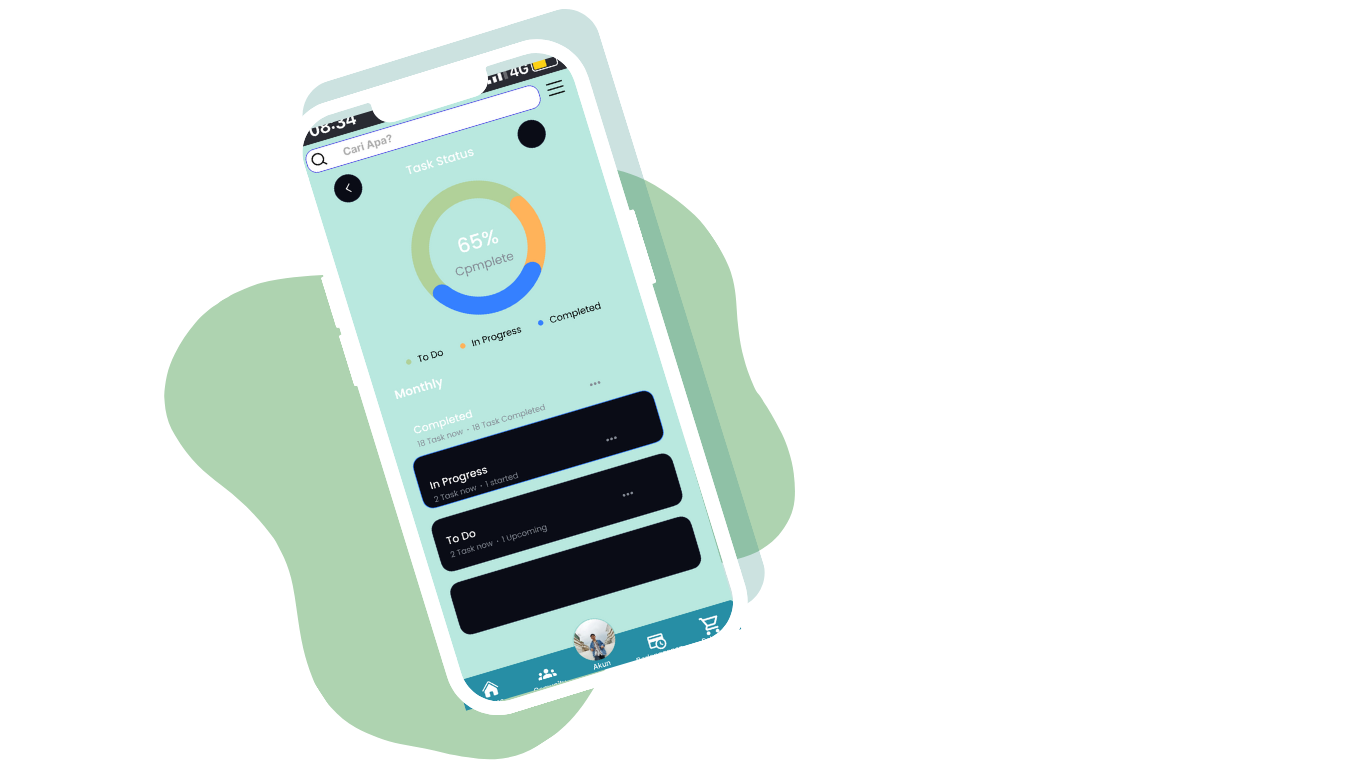 08:34
4G
Cari Apa?
Task Status
65%
Cpmplete
To Do
In Progress
Completed
Monthly
Completed
18 Task now • 18 Task Completed
In Progress
2 Task now • 1 started
To Do
2 Task now • 1 Upcoming
Akun